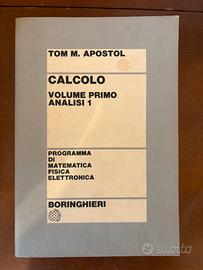 TOM M. APOSTOL
CALCOLO
VOLUME PRIMO
ANALISI 1
PROGRAMMA
DI
MATEMATICA
FISICA
ELETTRONICA
BORINGHIERI
subito